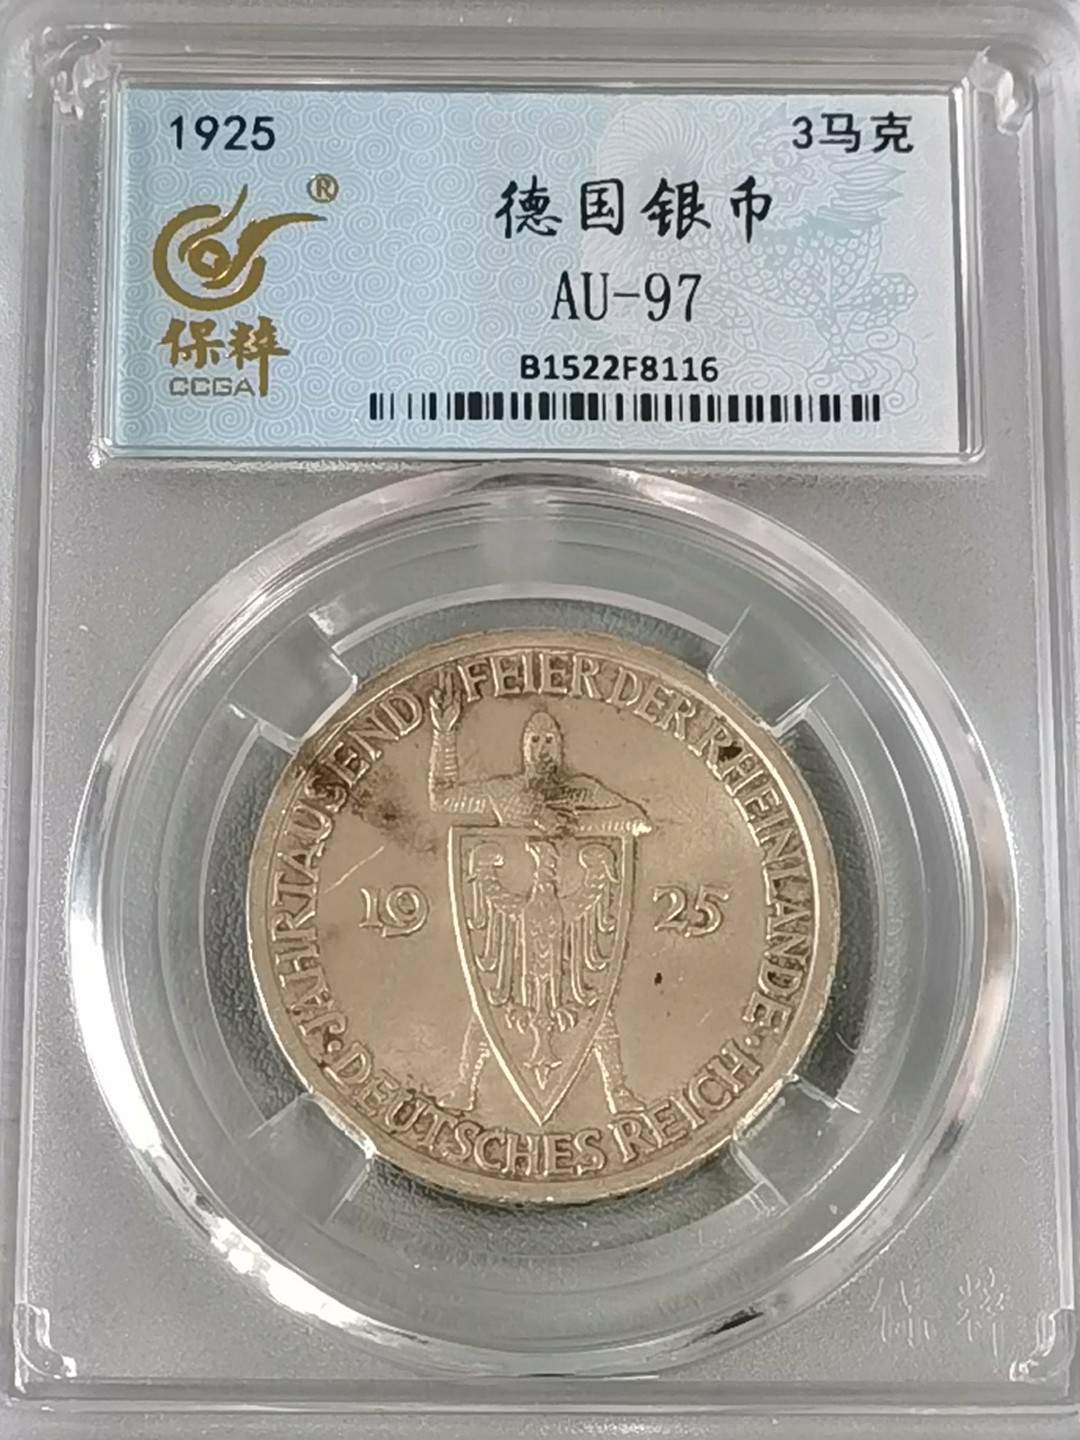 1925
3马克
®
德国银币
AU-97
保粹
CCGA
B1522F8116
JAHRTAUSEND FEIER DER RHEINLANDE
19 25
· DEUTSCHES REICH ·
保粹